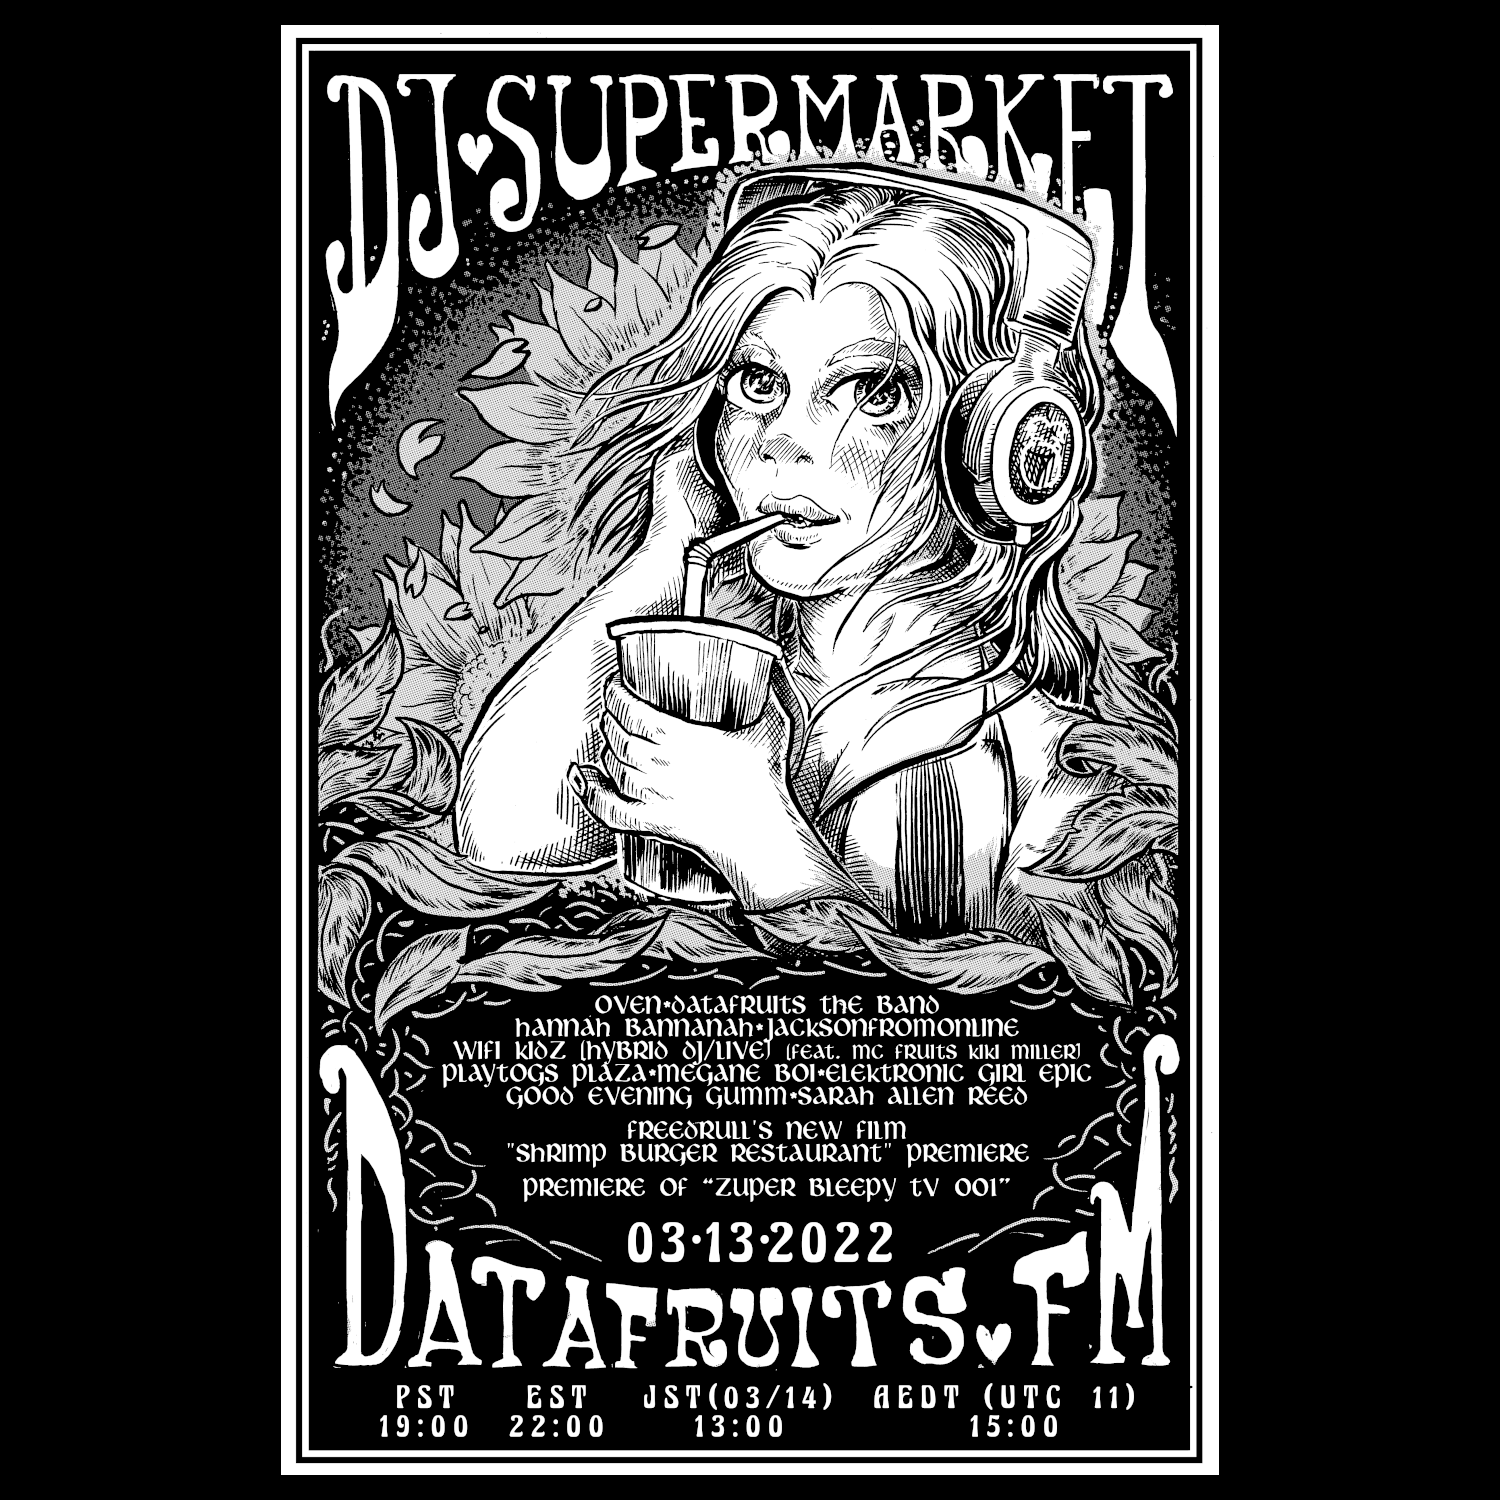 DJ♥SUPERMARKET
OVEN*DATAFRUITS THE BAND
HANNAH BANNANAH*JACKSONFROMONLINE
WIFI KIDZ (HYBRID DJ/LIVE) (FEAT. MC FRUITS KIKI MILLER)
PLAYTOGS PLAZA*MEGANE BOI*ELEKTRONIC GIRL EPIC
GOOD EVENING GUMM*SARAH ALLEN REED
FREEDRULL'S NEW FILM
"SHRIMP BURGER RESTAURANT" PREMIERE
PREMIERE OF “ZUPER BLEEPY TV 001”
03·13·2022
DATAFRUITS♥FM
PST EST JST(03/14) AEDT (UTC 11)
19:00 22:00 13:00 15:00